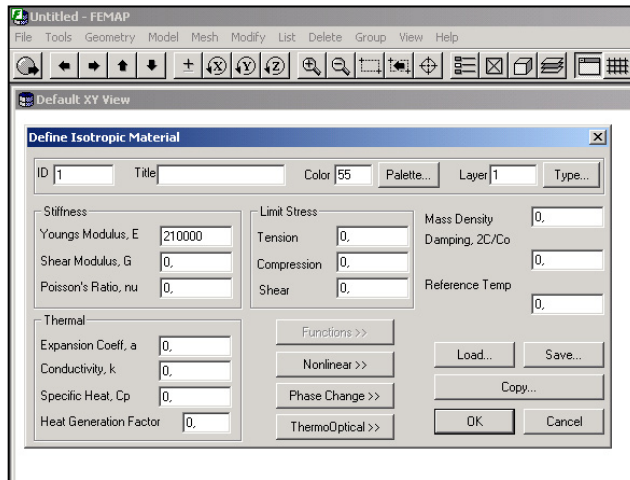 Untitled - FEMAP
File Tools Geometry Model Mesh Modify List Delete Group View Help
Default XY View
Define Isotropic Material
ID 1 Title Color 55 Palette... Layer 1 Type...
Stiffness
Youngs Modulus, E 210000
Shear Modulus, G 0,
Poisson's Ratio, nu 0,
Limit Stress
Tension 0,
Compression 0,
Shear 0,
Mass Density 0,
Damping, 2C/Co 0,
Reference Temp 0,
Thermal
Expansion Coeff, a 0,
Conductivity, k 0,
Specific Heat, Cp 0,
Heat Generation Factor 0,
Functions >>
Nonlinear >>
Phase Change >>
ThermoOptical >>
Load... Save...
Copy...
OK Cancel